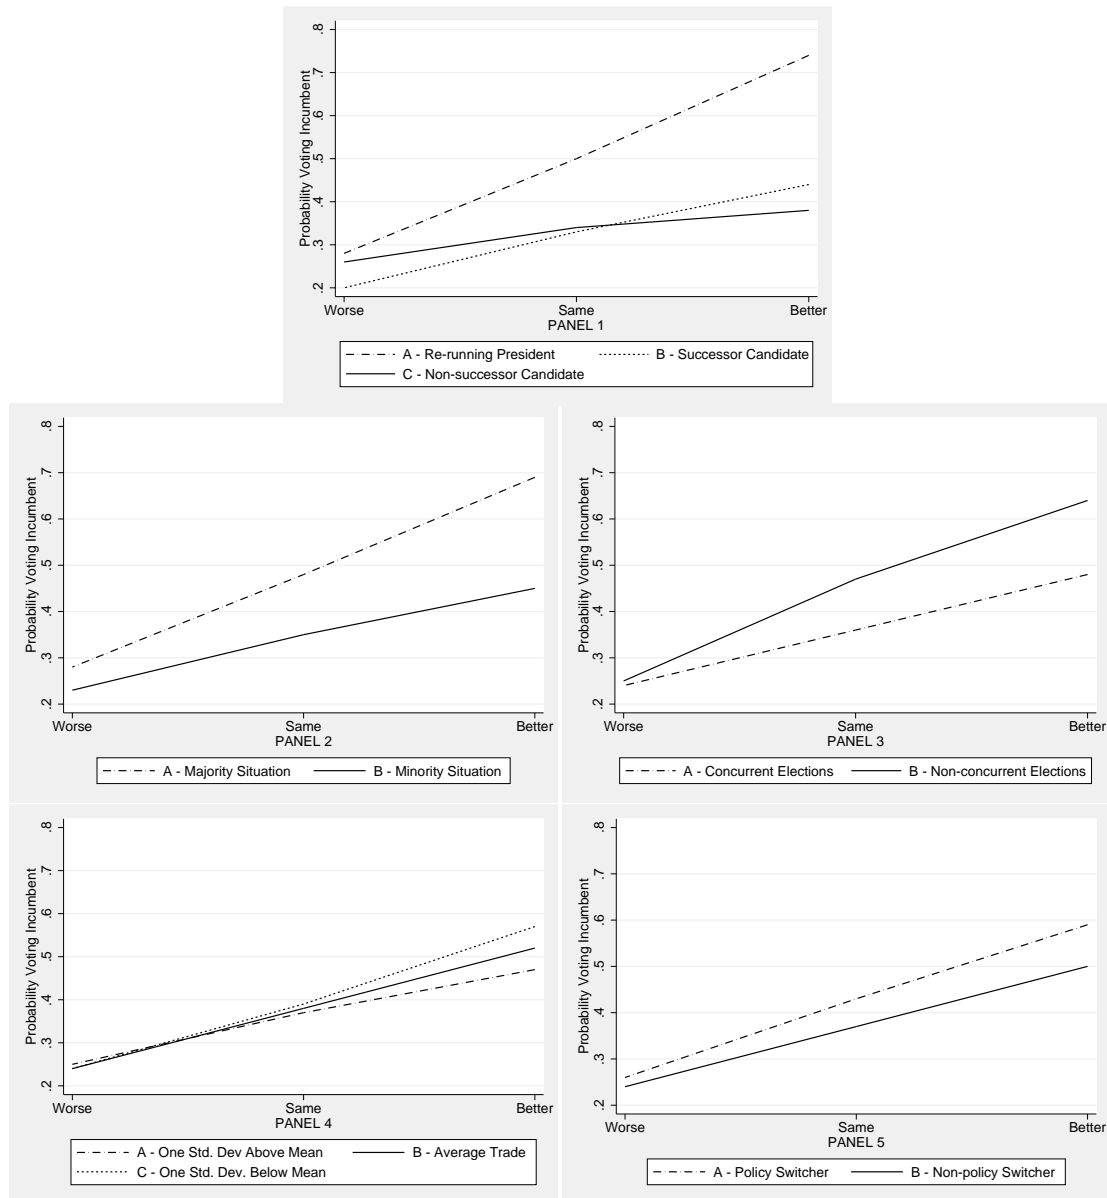 Probability Voting Incumbent
.8
.7
.6
.5
.4
.3
.2
Worse Same Better
PANEL 1
A - Re-running President B - Successor Candidate
C - Non-successor Candidate
Probability Voting Incumbent
.8
.7
.6
.5
.4
.3
.2
Worse Same Better
PANEL 2
A - Majority Situation B - Minority Situation
Probability Voting Incumbent
.8
.7
.6
.5
.4
.3
.2
Worse Same Better
PANEL 3
A - Concurrent Elections B - Non-concurrent Elections
Probability Voting Incumbent
.8
.7
.6
.5
.4
.3
.2
Worse Same Better
PANEL 4
A - One Std. Dev Above Mean B - Average Trade
C - One Std. Dev. Below Mean
Probability Voting Incumbent
.8
.7
.6
.5
.4
.3
.2
Worse Same Better
PANEL 5
A - Policy Switcher B - Non-policy Switcher